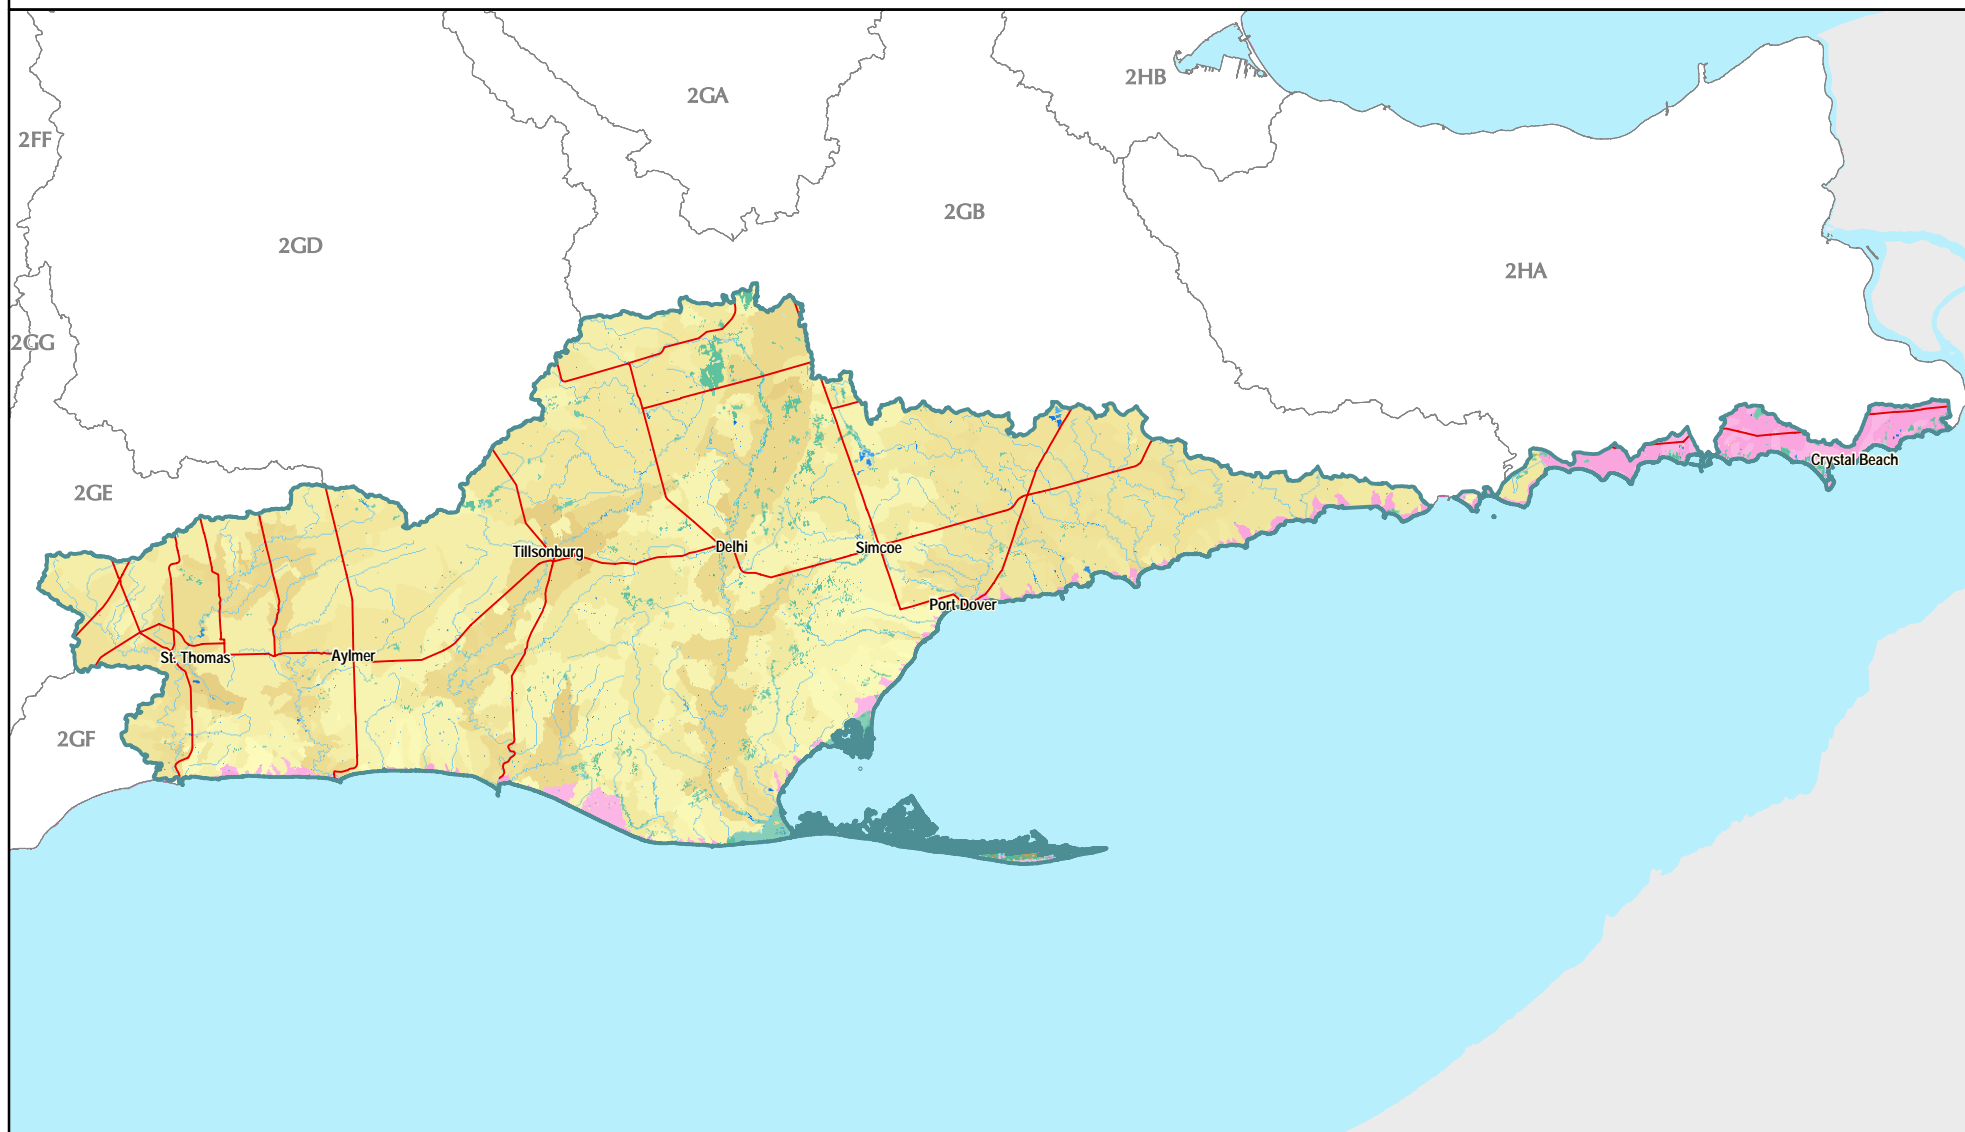 2HB
2GA
2FF
2GB
2GD
2HA
2GG
Crystal Beach
2GE
Delhi
Simcoe
Tillsonburg
Port Dover
Aylmer
St. Thomas
2GF